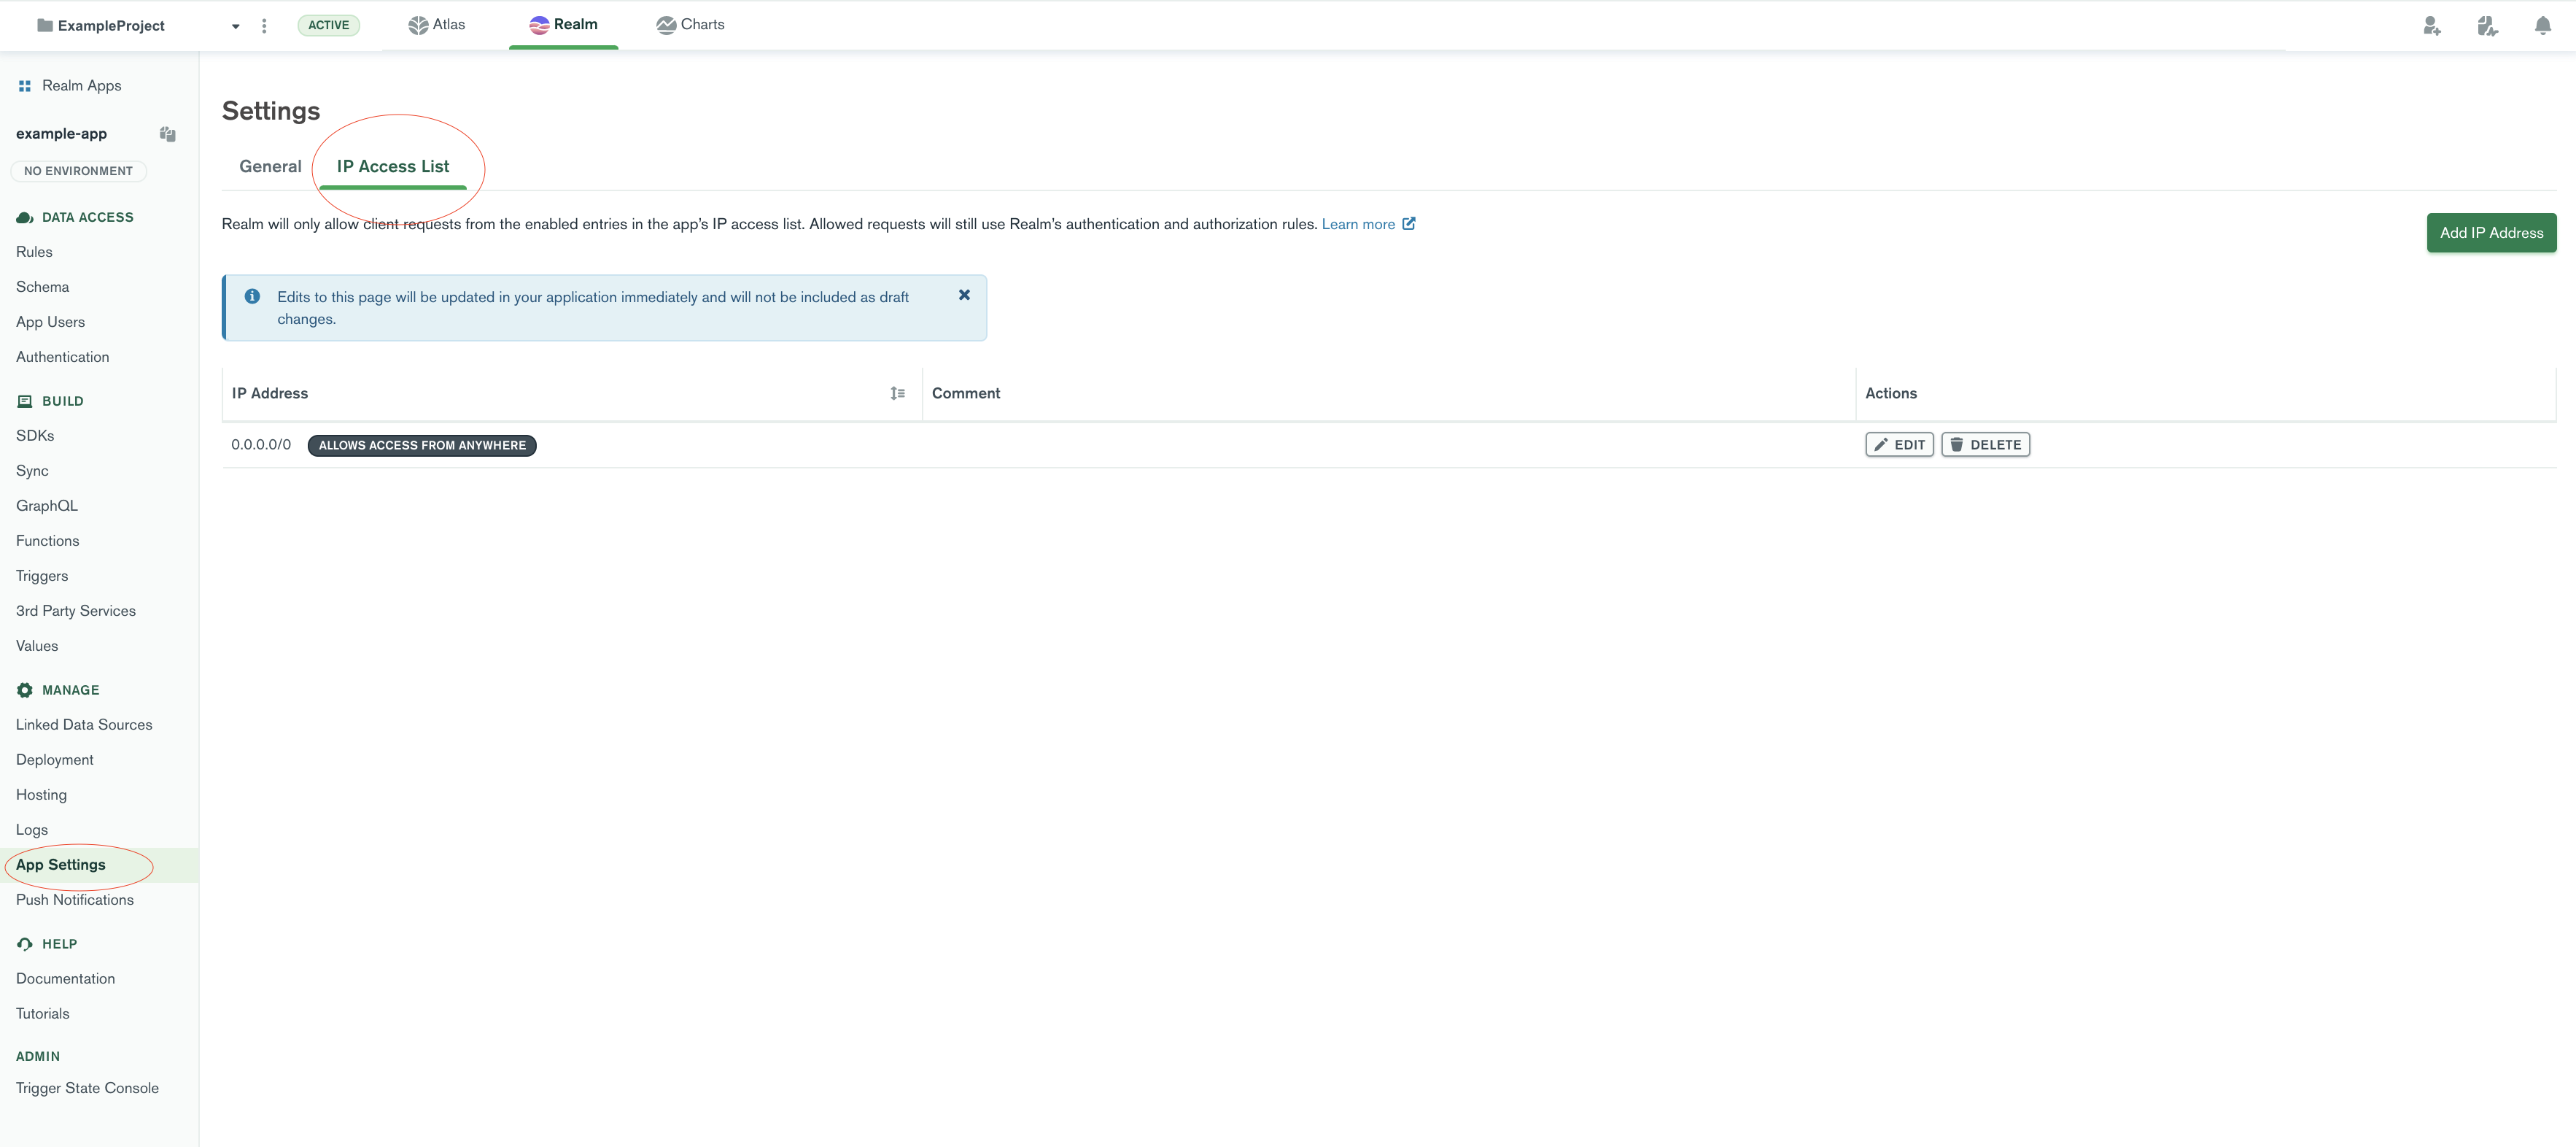 ExampleProject
ACTIVE
Atlas
Realm
Charts
Realm Apps
example-app
NO ENVIRONMENT
DATA ACCESS
Rules
Schema
App Users
Authentication
BUILD
SDKs
Sync
GraphQL
Functions
Triggers
3rd Party Services
Values
MANAGE
Linked Data Sources
Deployment
Hosting
Logs
App Settings
Push Notifications
HELP
Documentation
Tutorials
ADMIN
Trigger State Console
Settings
General
IP Access List
Realm will only allow client requests from the enabled entries in the app's IP access list. Allowed requests will still use Realm's authentication and authorization rules. Learn more
Add IP Address
Edits to this page will be updated in your application immediately and will not be included as draft
changes.
IP Address
Comment
Actions
0.0.0.0/0
ALLOWS ACCESS FROM ANYWHERE
EDIT
DELETE